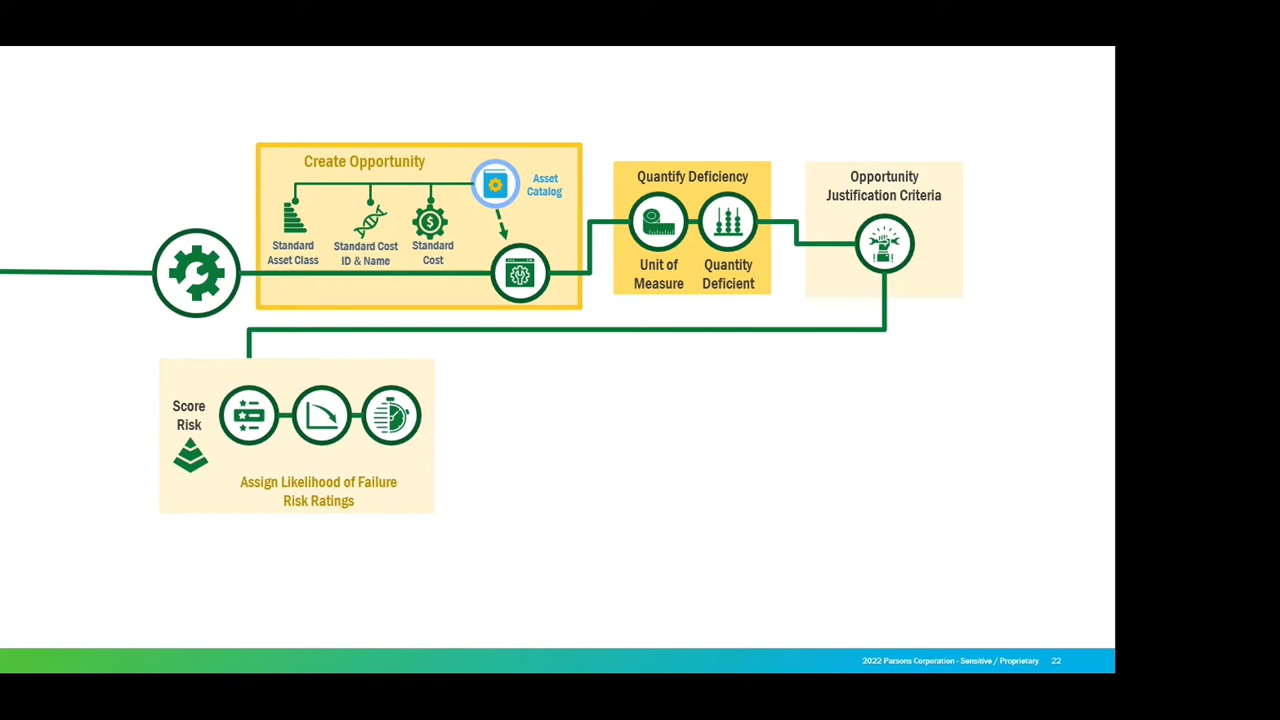 Create Opportunity
Asset
Catalog
Standard
Asset Class
Standard Cost
ID & Name
Standard
Cost
$
Quantify Deficiency
Unit of
Measure
Quantity
Deficient
Opportunity
Justification Criteria
Score
Risk
Assign Likelihood of Failure
Risk Ratings
2022 Parsons Corporation - Sensitive / Proprietary 22